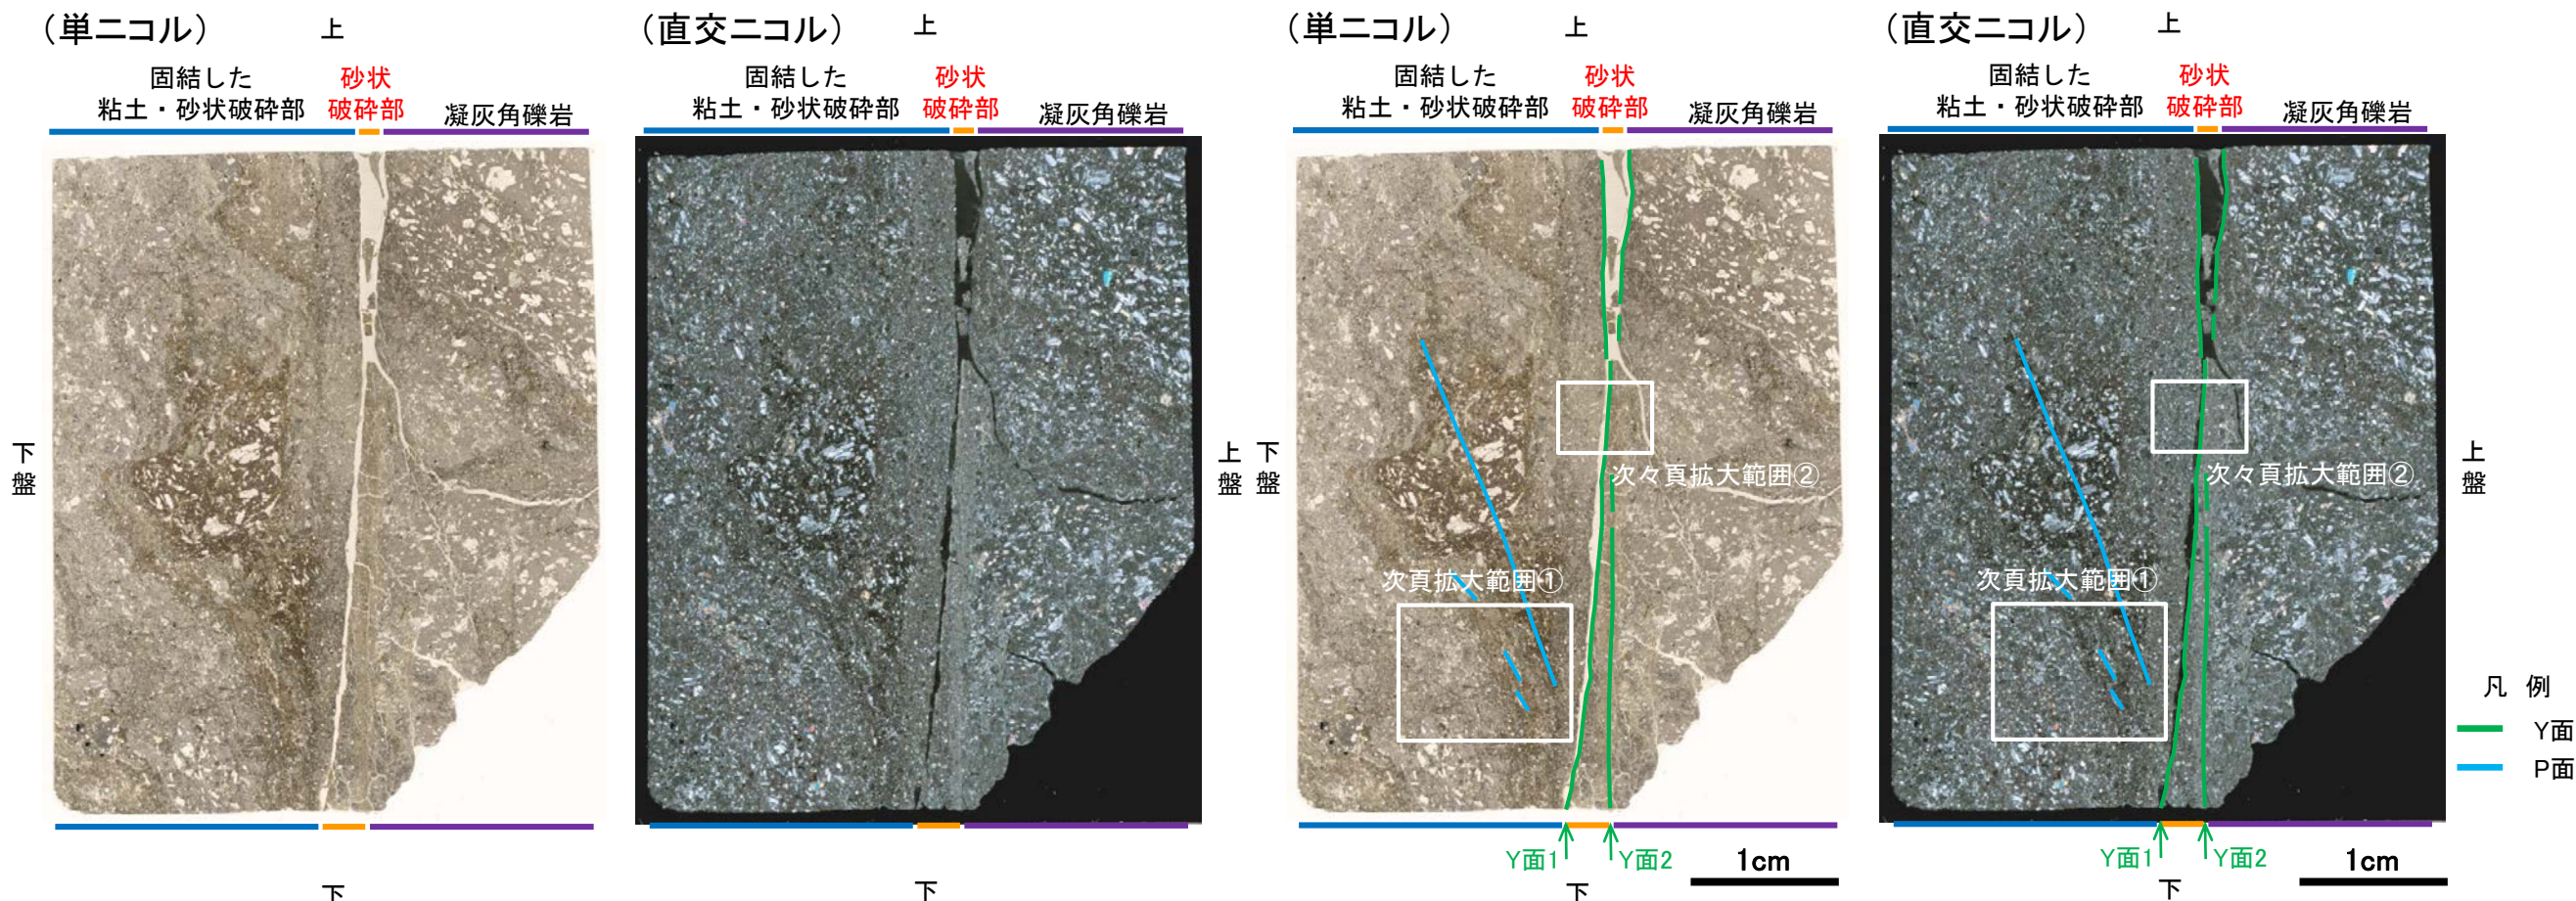 （単ニコル）
上
固結した
粘土・砂状破砕部
砂状
破砕部
凝灰角礫岩
下
盤
下
（直交ニコル）
上
固結した
粘土・砂状破砕部
砂状
破砕部
凝灰角礫岩
上
盤
下
（単ニコル）
上
固結した
粘土・砂状破砕部
砂状
破砕部
凝灰角礫岩
下
盤
次々頁拡大範囲②
次頁拡大範囲①
Y面1
Y面2
1cm
下
（直交ニコル）
上
固結した
粘土・砂状破砕部
砂状
破砕部
凝灰角礫岩
上
盤
次々頁拡大範囲②
次頁拡大範囲①
Y面1
Y面2
1cm
下
凡 例
Y面
P面